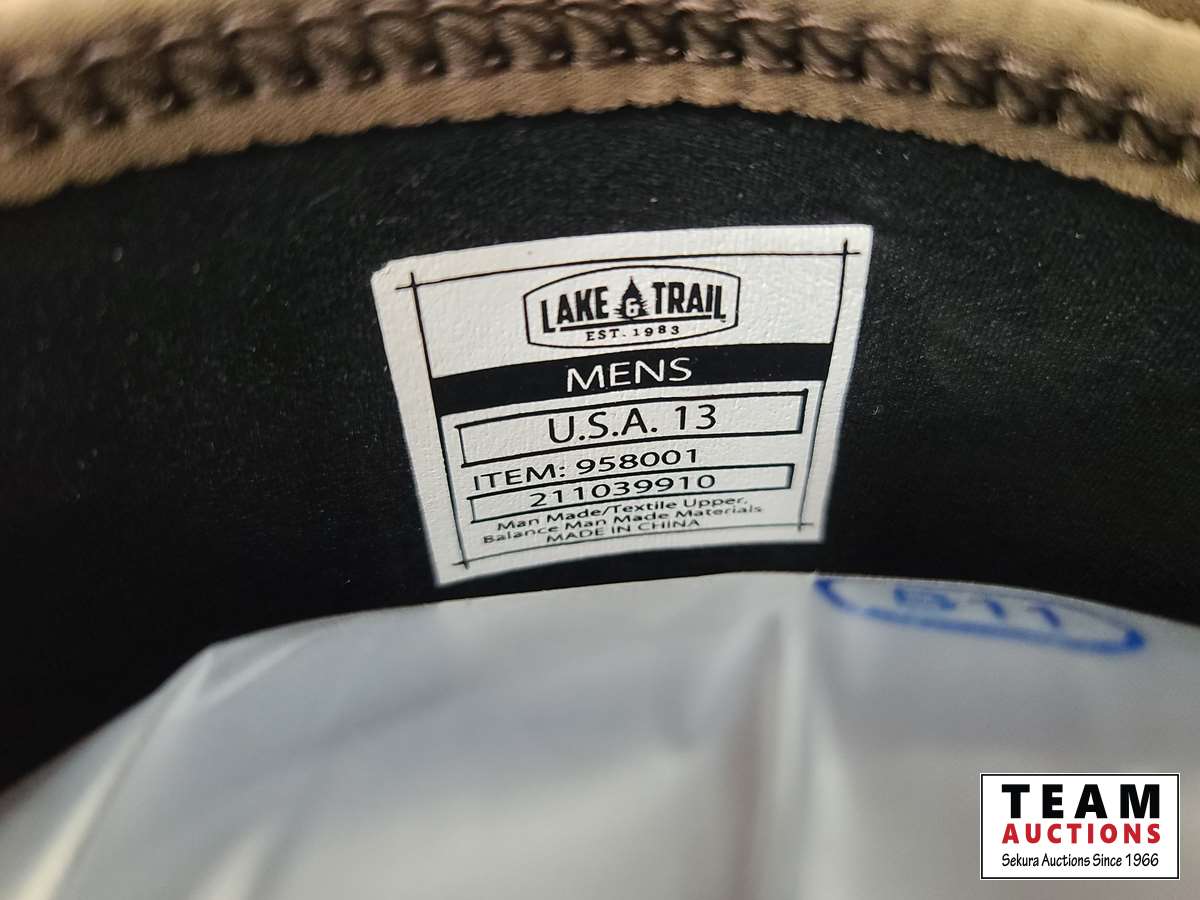 LAKE & TRAIL
EST. 1983
MENS
U.S.A. 13
ITEM: 958001
211039910
Man Made/Textile Upper,
Balance Man Made Materials
MADE IN CHINA
TEAM
AUCTIONS
Sekura Auctions Since 1966